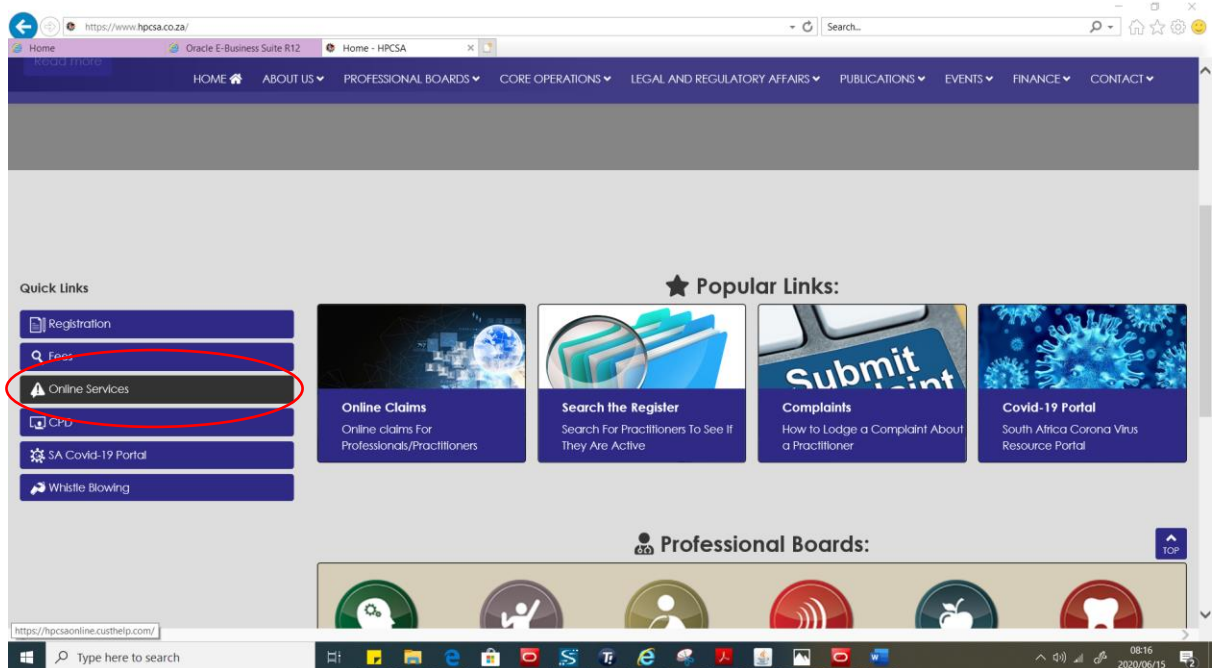 https://www.hpcsa.co.za/
Search...
Home
Oracle E-Business Suite R12
Home - HPCSA
Read more
HOME
ABOUT US
PROFESSIONAL BOARDS
CORE OPERATIONS
LEGAL AND REGULATORY AFFAIRS
PUBLICATIONS
EVENTS
FINANCE
CONTACT
Quick Links
Registration
Fees
Online Services
CPD
SA Covid-19 Portal
Whistle Blowing
Popular Links:
Submit
Online Claims
Online claims For
Professionals/Practitioners
Search the Register
Search For Practitioners To See If
They Are Active
Complaints
How to Lodge a Complaint About
a Practitioner
Covid-19 Portal
South Africa Corona Virus
Resource Portal
Professional Boards:
TOP
https://hpcsaonline.custhelp.com/
Type here to search
08:16
2020/06/15